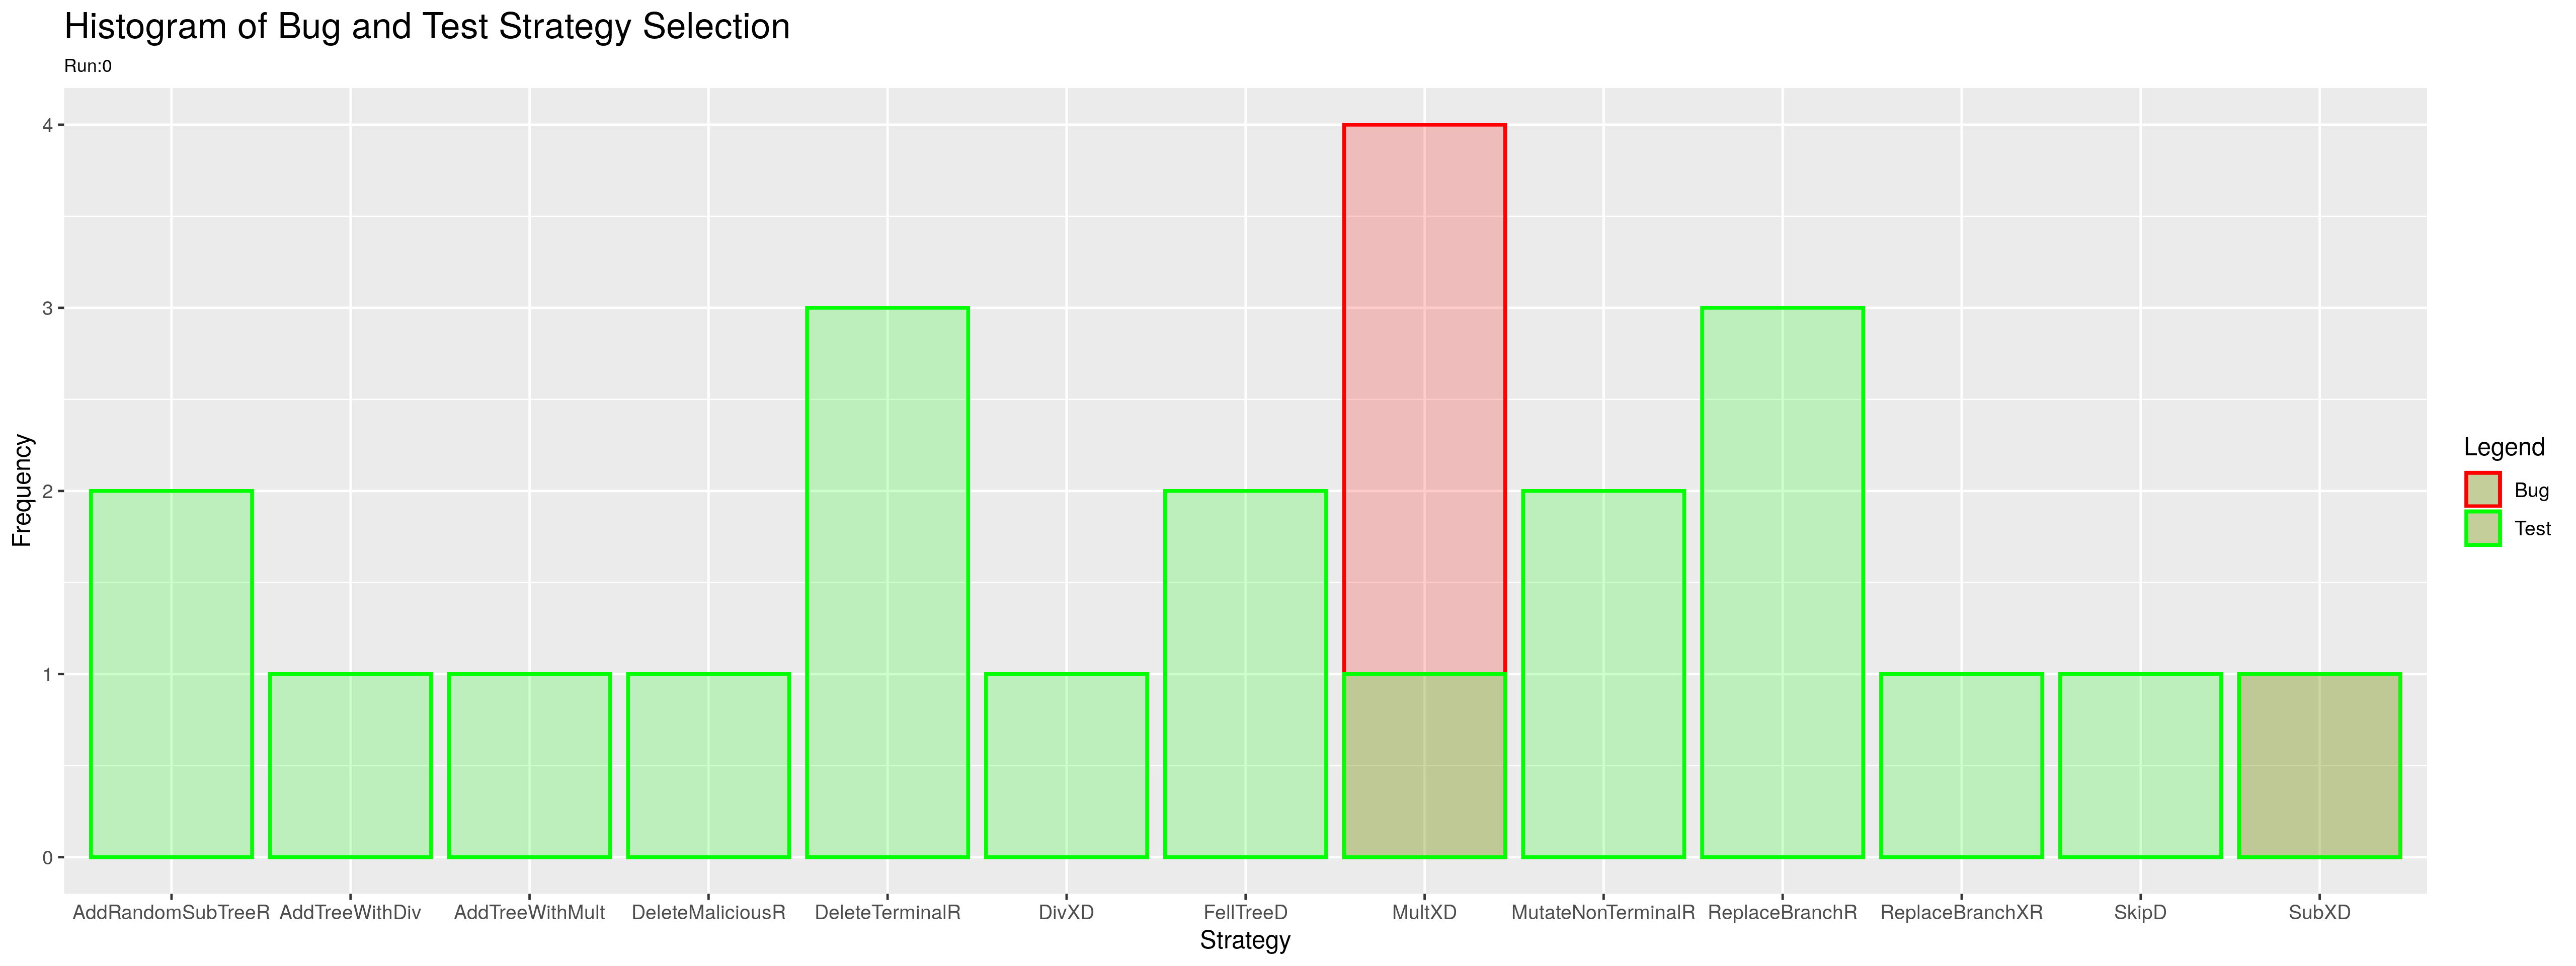 Histogram of Bug and Test Strategy Selection
Run:0
Frequency
4
3
2
1
0
AddRandomSubTreeR AddTreeWithDiv AddTreeWithMult DeleteMaliciousR DeleteTerminalR DivXD FellTreeD MultXD MutateNonTerminalR ReplaceBranchR ReplaceBranchXR SkipD SubXD
Strategy
Legend
Bug
Test